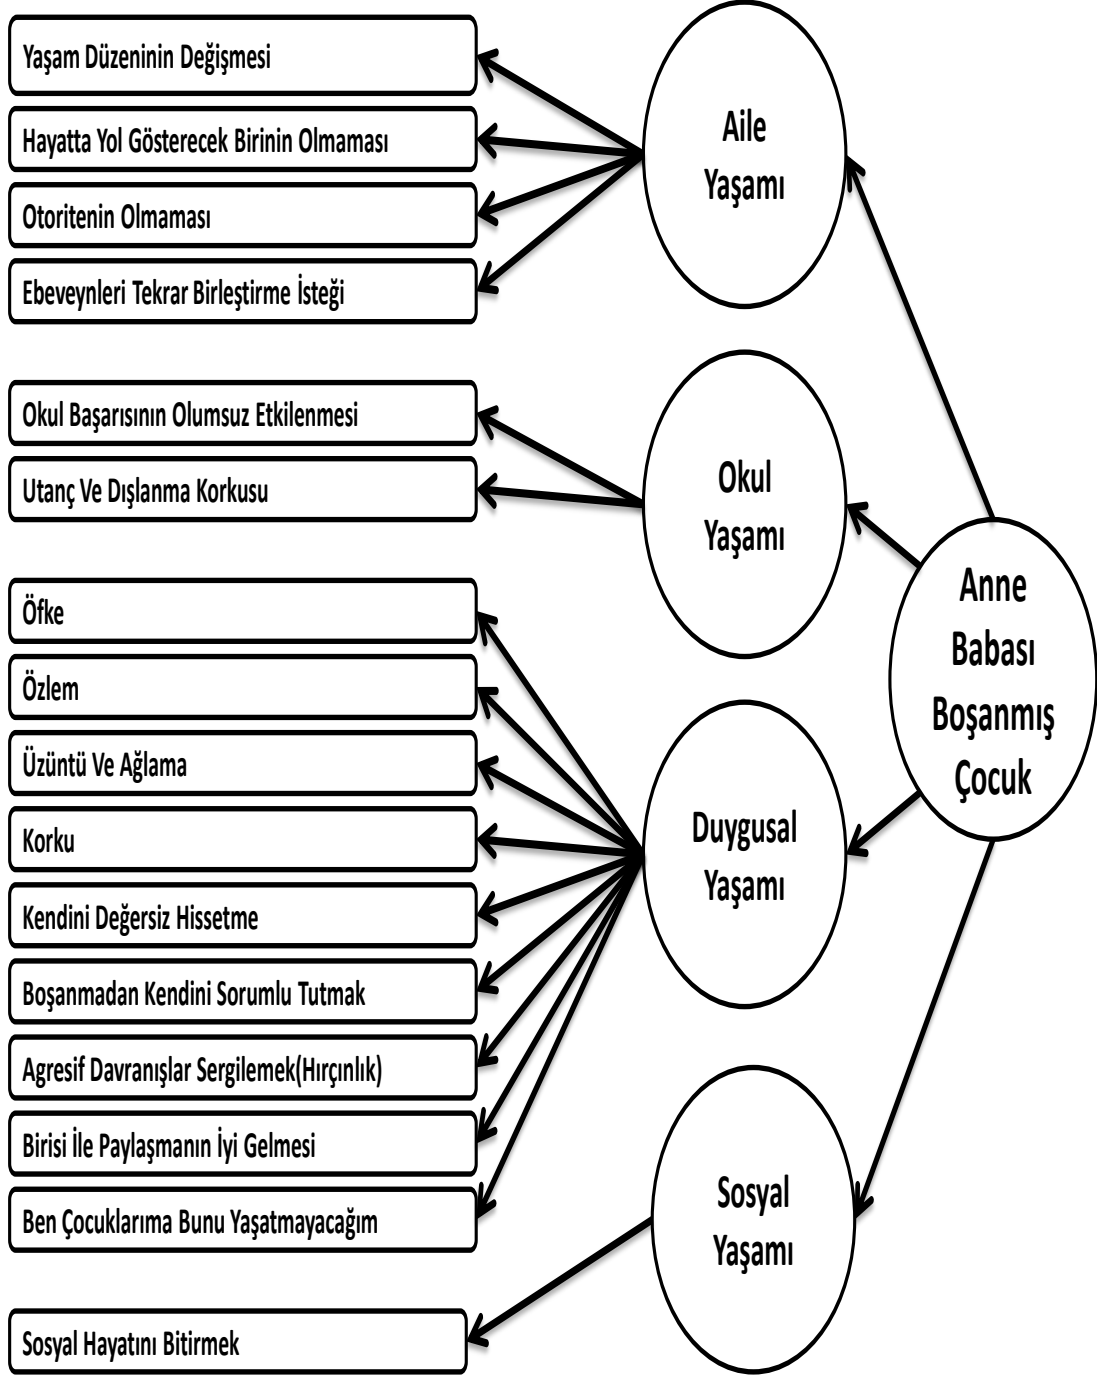 Yaşam Düzeninin Değişmesi
Hayatta Yol Gösterecek Birinin Olmaması
Otoritenin Olmaması
Ebeveynleri Tekrar Birleştirme İsteği
Aile
Yaşamı
Okul Başarısının Olumsuz Etkilenmesi
Utanç Ve Dışlanma Korkusu
Okul
Yaşamı
Öfke
Özlem
Üzüntü Ve Ağlama
Korku
Kendini Değersiz Hissetme
Boşanmadan Kendini Sorumlu Tutmak
Agresif Davranışlar Sergilemek(Hırçınlık)
Birisi İle Paylaşmanın İyi Gelmesi
Ben Çocuklarıma Bunu Yaşatmayacağım
Duygusal
Yaşamı
Sosyal Hayatını Bitirmek
Sosyal
Yaşamı
Anne
Babası
Boşanmış
Çocuk